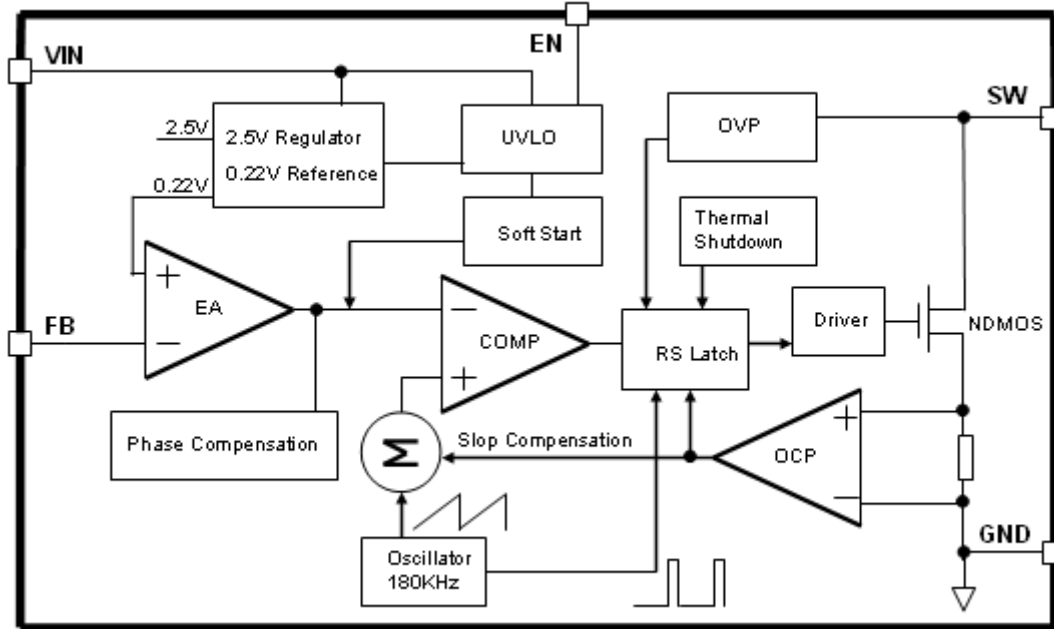 EN
VIN
SW
2.5V
2.5V Regulator
0.22V Reference
UVLO
OVP
0.22V
Soft Start
Thermal
Shutdown
EA
FB
COMP
RS Latch
Driver
NDMOS
Phase Compensation
Σ
Slop Compensation
OCP
GND
Oscillator
180KHz